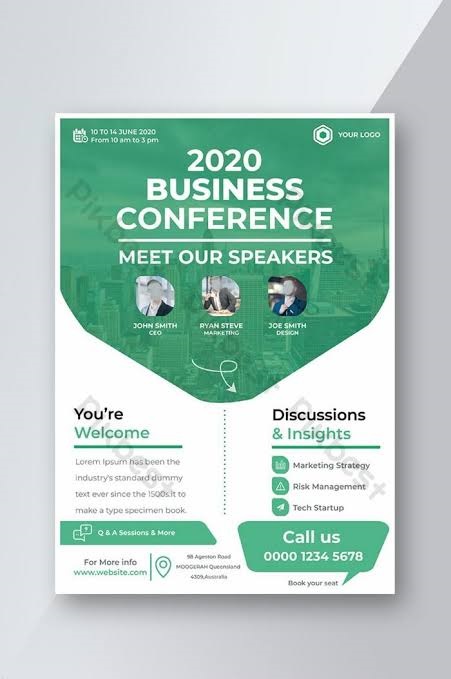 10 TO 14 JUNE 2020
From 10 am to 3 pm
YOUR LOGO
2020
BUSINESS
CONFERENCE
MEET OUR SPEAKERS
JOHN SMITH
CEO
RYAN STEVE
MARKETING
JOE SMITH
DESIGN
You're
Welcome
Lorem Ipsum has been the
industry's standard dummy
text ever since the 1500s.it to
make a type specimen book.
Discussions
& Insights
Marketing Strategy
Risk Management
Tech Startup
Q & A Sessions & More
For More info
www.website.com
98 Ageston Road
MOOGERAH Queensland
4309,Australia
Call us
0000 1234 5678
Book your seat
Pikbest
Pikbest
Pikbest
Pikbest